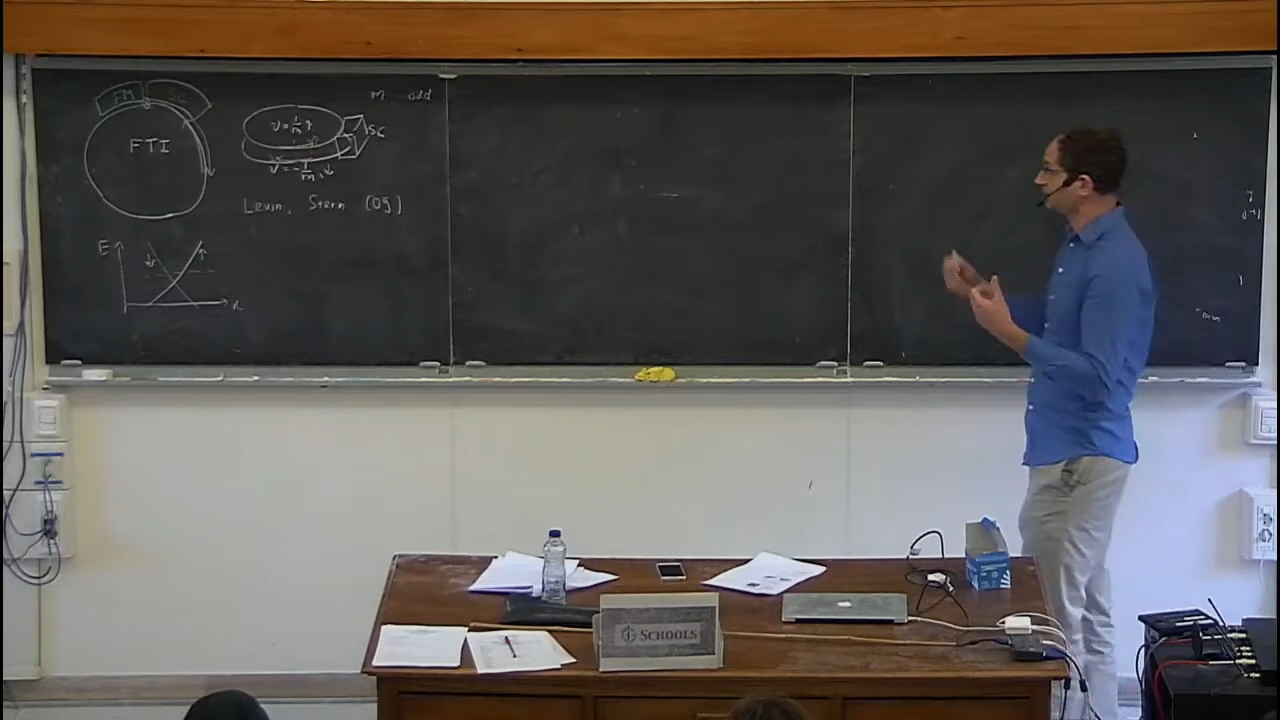 FM SC
FTI
m odd
ν = 1/m ↑
SC
ν = -1/m, ↓
Levin, Stern (09)
E
↓ ↑
k
SCHOOLS